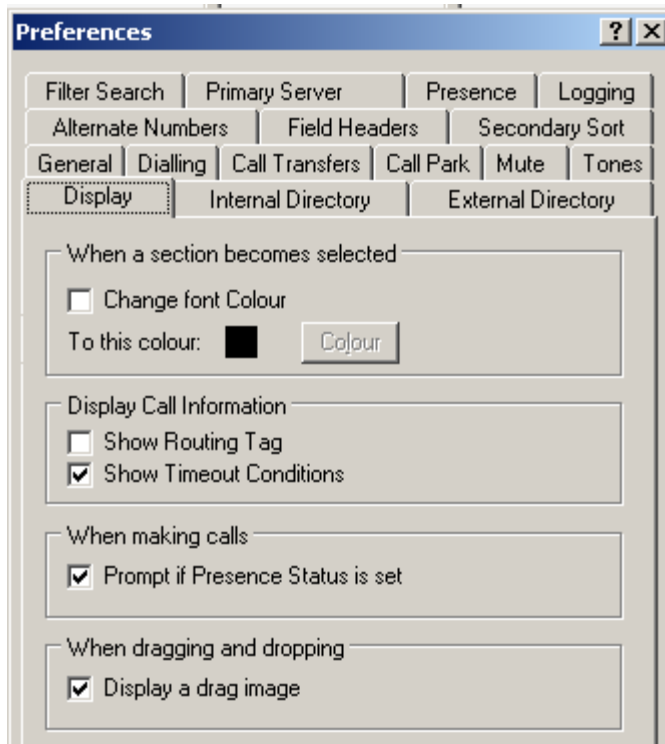 Preferences
Filter Search Primary Server Presence Logging
Alternate Numbers Field Headers Secondary Sort
General Dialling Call Transfers Call Park Mute Tones
Display Internal Directory External Directory
When a section becomes selected
Change font Colour
To this colour: Colour
Display Call Information
Show Routing Tag
Show Timeout Conditions
When making calls
Prompt if Presence Status is set
When dragging and dropping
Display a drag image